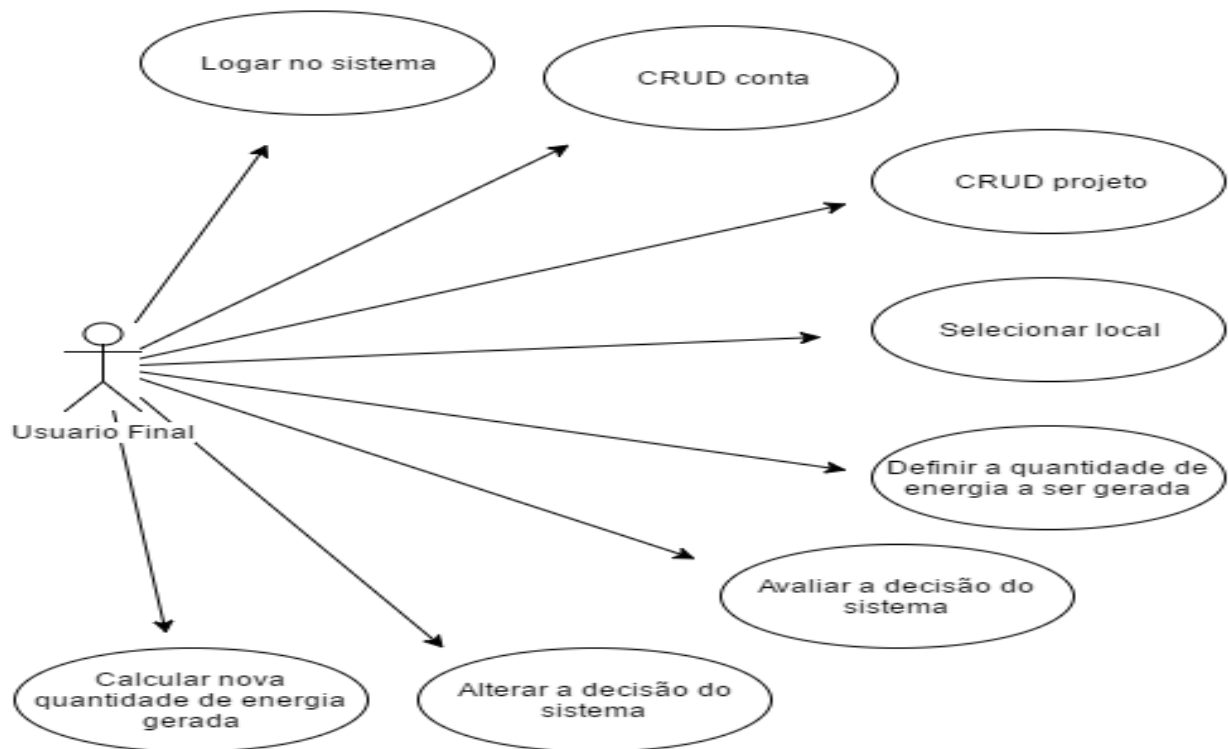 Logar no sistema
CRUD conta
CRUD projeto
Selecionar local
Usuario Final
Definir a quantidade de
energia a ser gerada
Avaliar a decisão do
sistema
Alterar a decisão do
sistema
Calcular nova
quantidade de energia
gerada